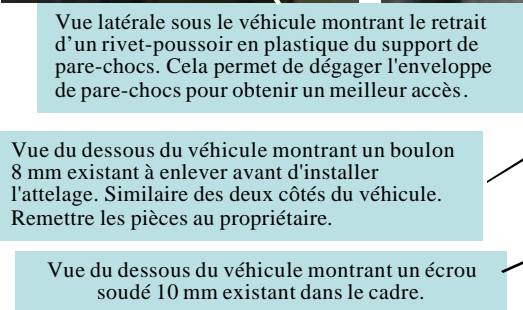 Vue latérale sous le véhicule montrant le retrait
d’un rivet-poussoir en plastique du support de
pare-chocs. Cela permet de dégager l'enveloppe
de pare-chocs pour obtenir un meilleur accès.
Vue du dessous du véhicule montrant un boulon
8 mm existant à enlever avant d'installer
l'attelage. Similaire des deux côtés du véhicule.
Remettre les pièces au propriétaire.
Vue du dessous du véhicule montrant un écrou
soudé 10 mm existant dans le cadre.